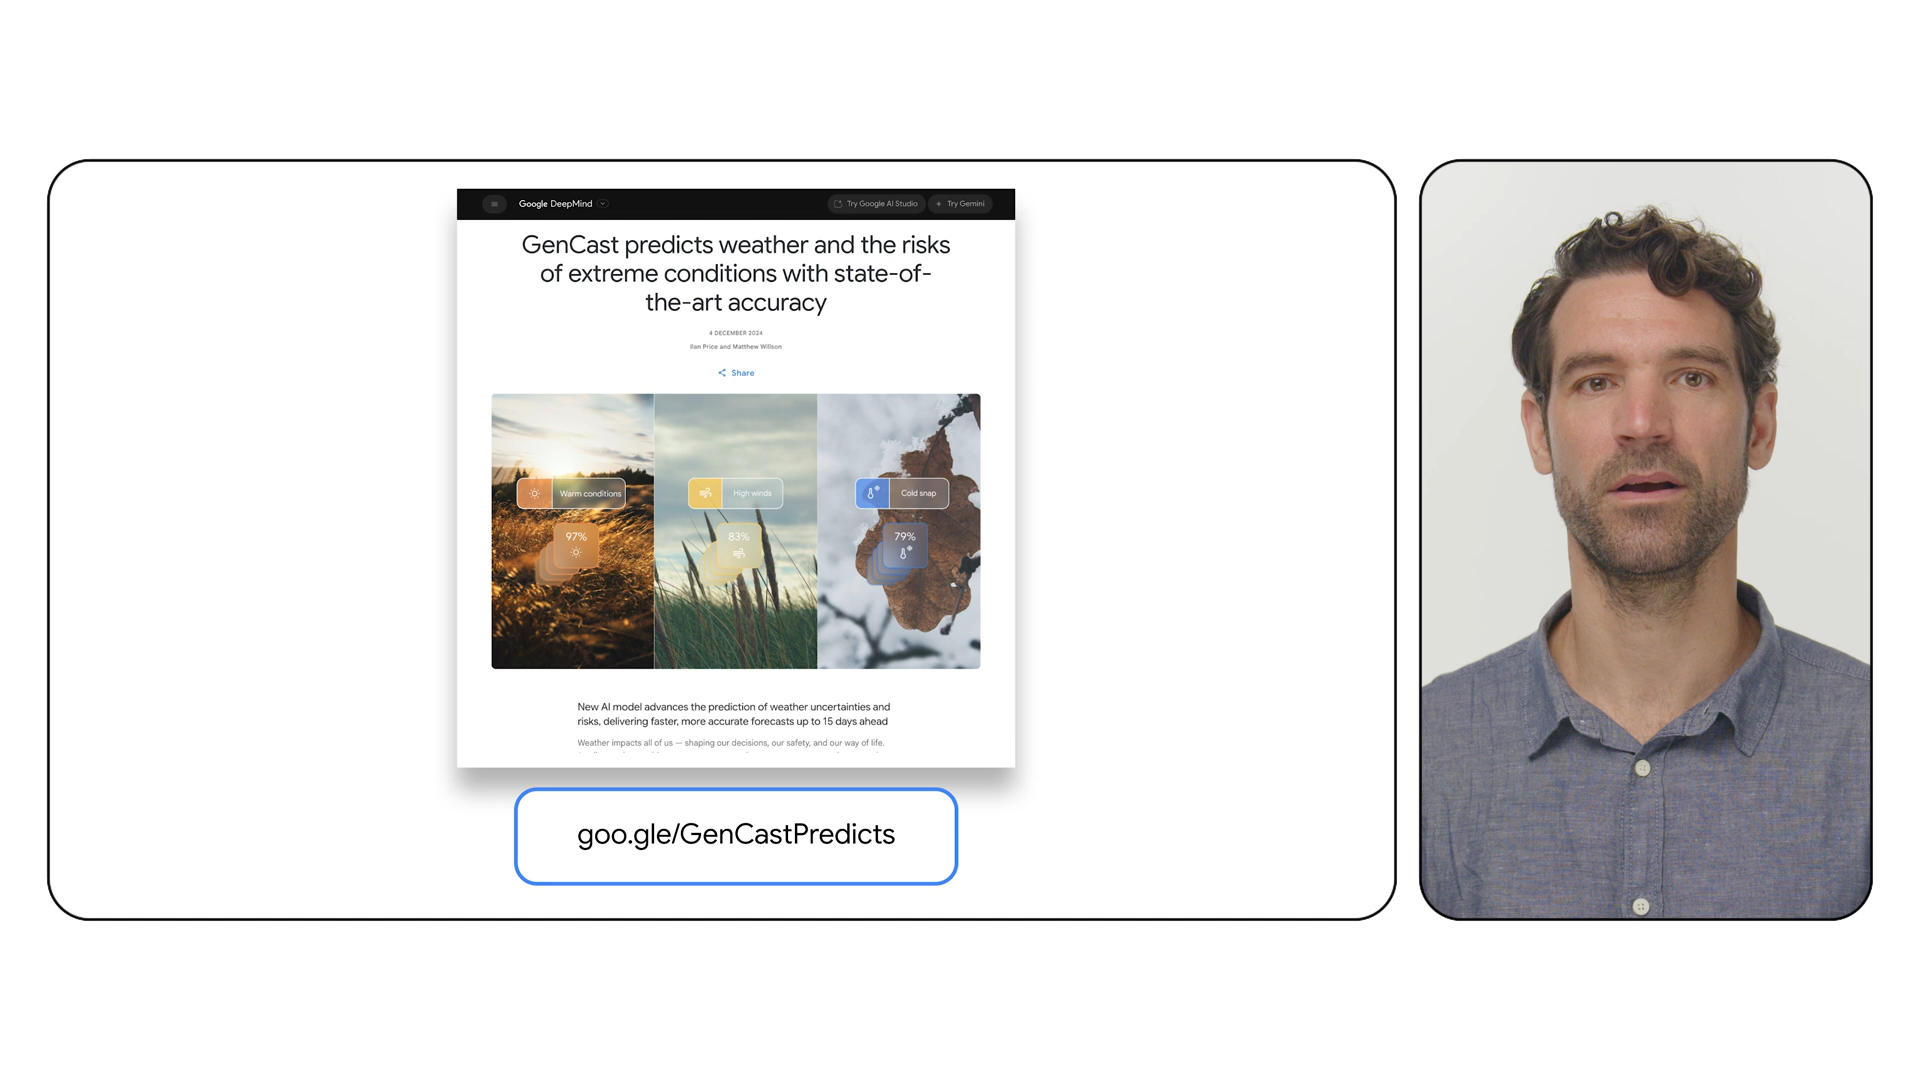 Google DeepMind
Try Google AI Studio
Try Gemini
GenCast predicts weather and the risks
of extreme conditions with state-of-
the-art accuracy
4 DECEMBER 2024
Ilan Price and Matthew Willson
Share
Warm conditions
High winds
Cold snap
97%
83%
79%
New AI model advances the prediction of weather uncertainties and
risks, delivering faster, more accurate forecasts up to 15 days ahead
Weather impacts all of us — shaping our decisions, our safety, and our way of life.
goo.gle/GenCastPredicts